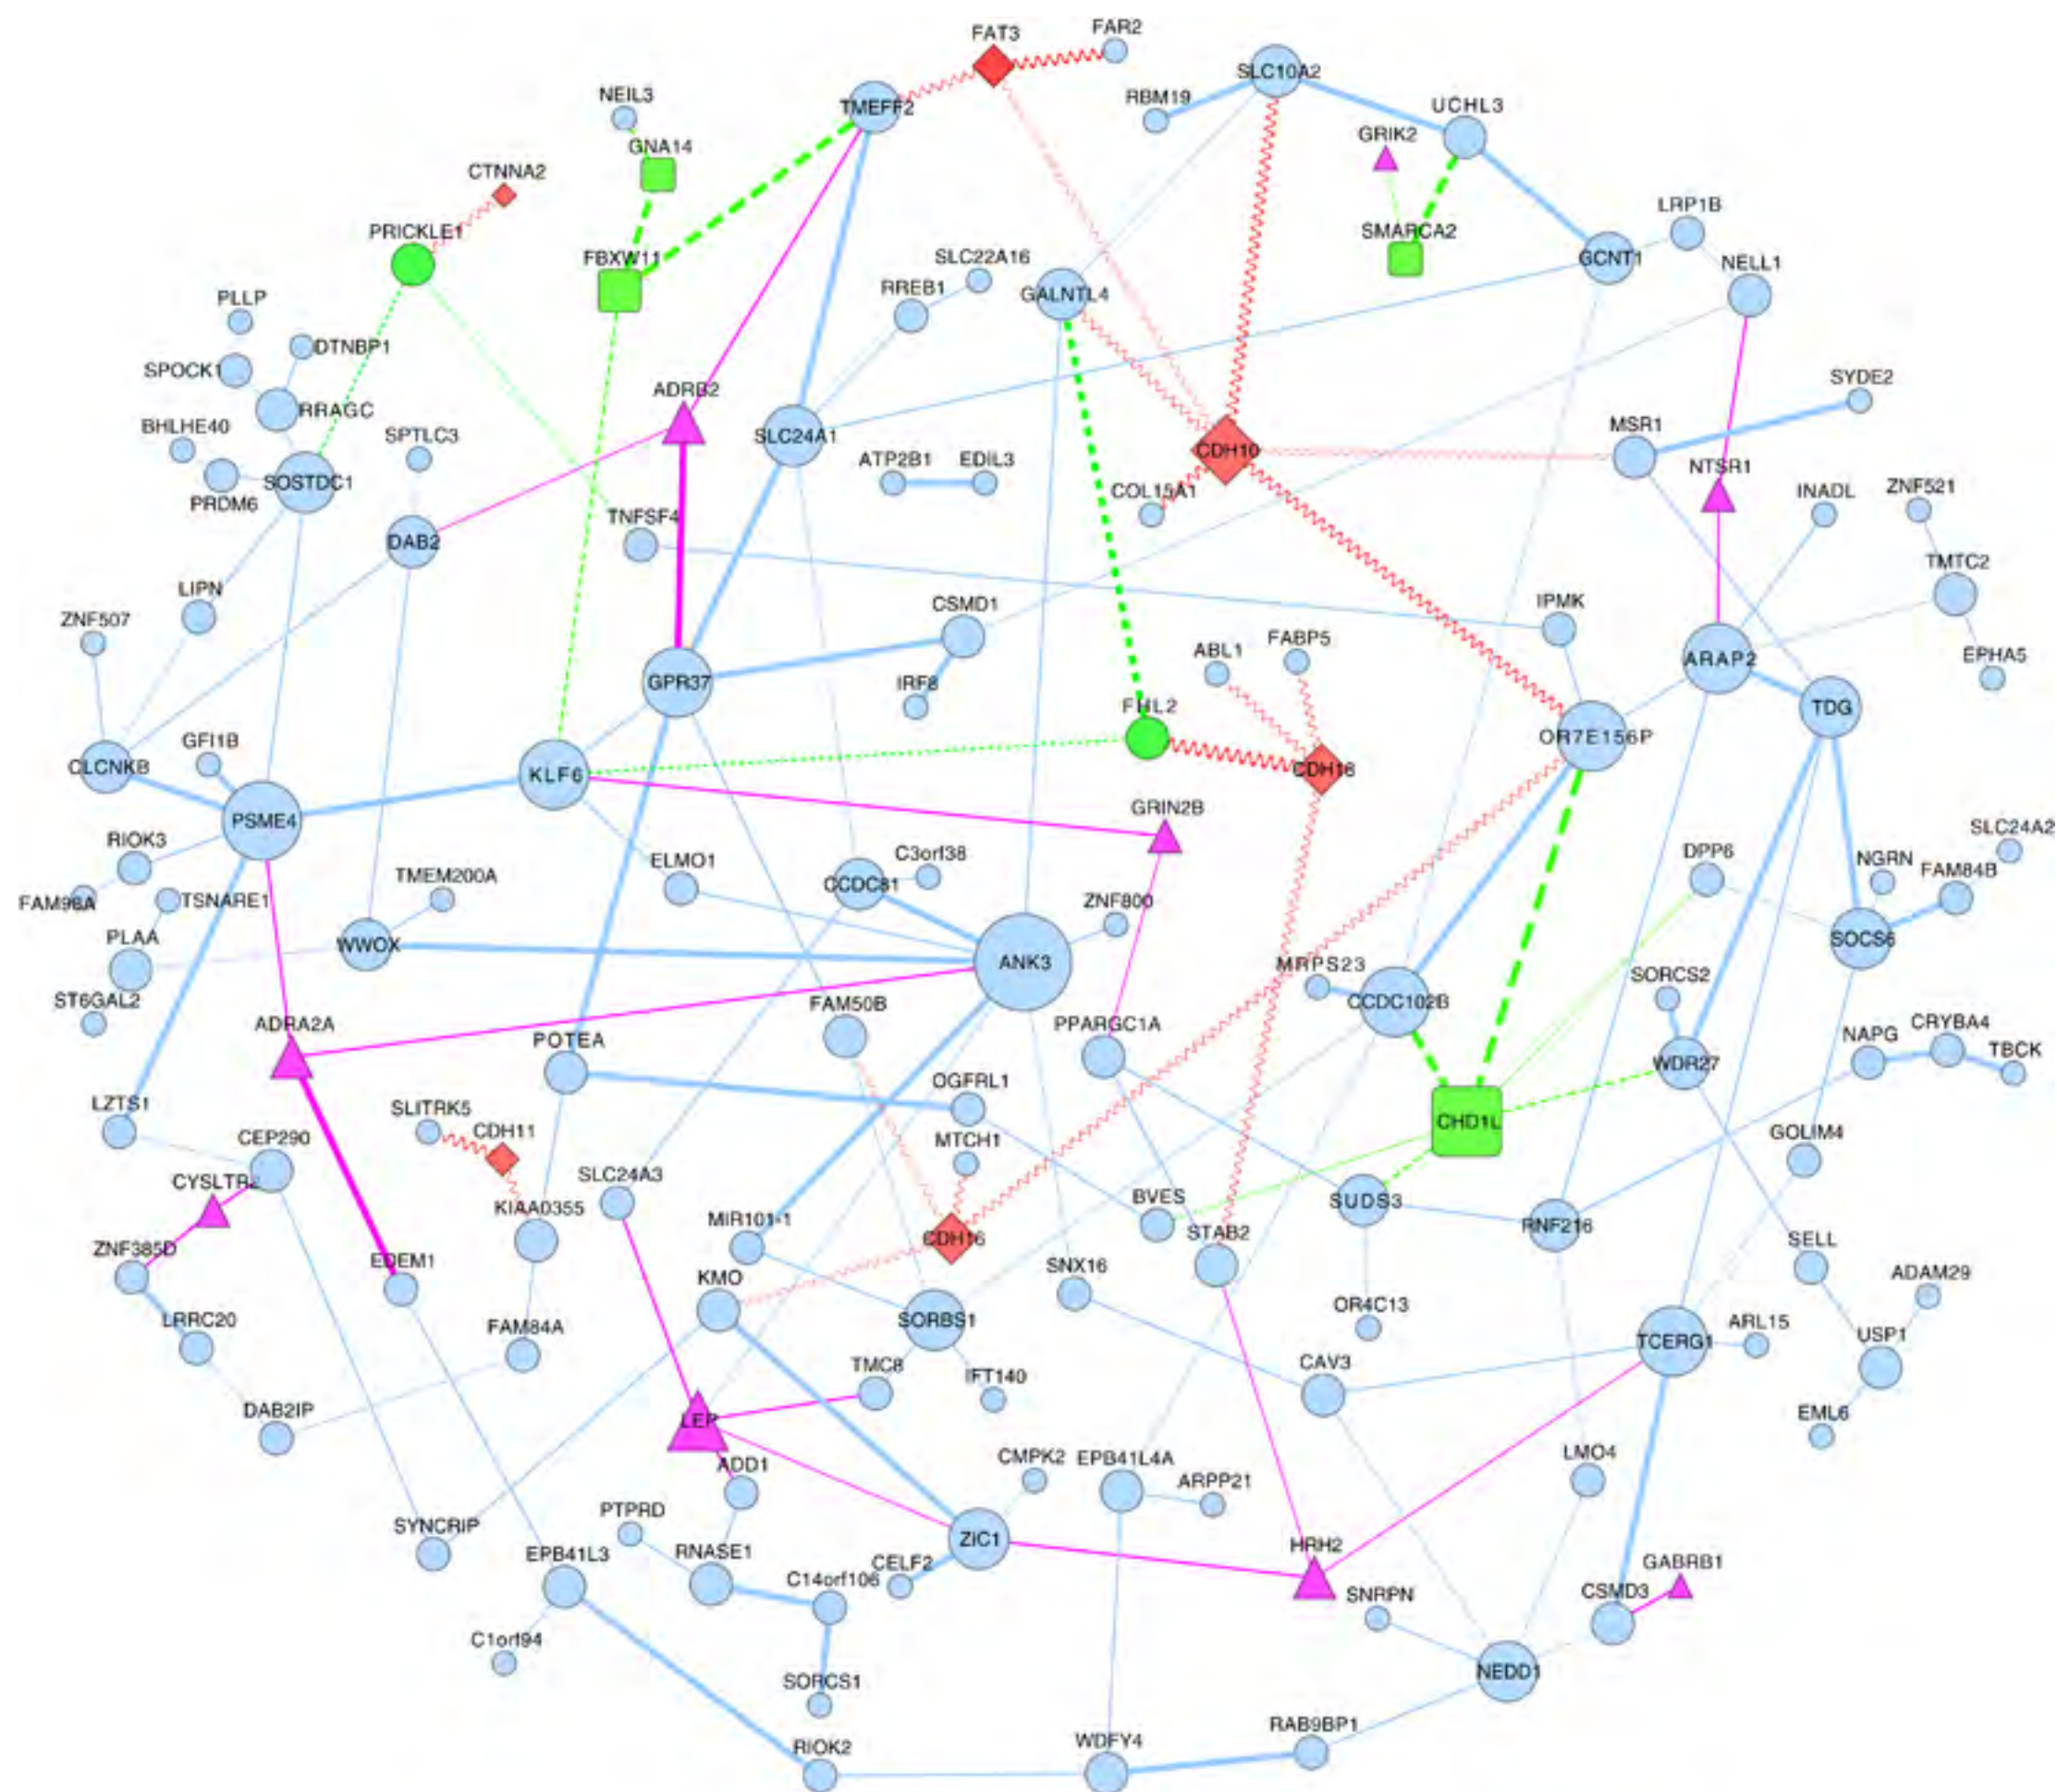 FAT3
FAR2
SLC10A2
TMEFF2
NEIL3
RBM19
UCHL3
GRIK2
GNA14
CTNNA2
LRP1B
PRICKLE1
SMARCA2
FBXW11
SLC22A16
GCNT1
NELL1
RREB1
GALNTL4
PLLP
DTNBP1
SPOCK1
SYDE2
ADRB2
RRAGC
BHLHE40
SPTLC3
MSR1
SLC24A1
CDH10
ATP2B1
EDIL3
NTSR1
SOSTDC1
COL15A1
INADL
ZNF521
PRDM6
TNFSF4
DAB2
TMTC2
LIPN
IPMK
CSMD1
ZNF507
ABL1
FABP5
ARAP2
EPHA5
GPR37
IRF8
FHL2
TDG
GFI1B
OR7E156P
CLCNKB
KLF6
CDH18
GRIN2B
PSME4
SLC24A2
RIOK3
C3orf38
DPP6
NGRN
ELMO1
FAM84B
TMEM200A
CCDC81
FAM98A
TSNARE1
ZNF800
PLAA
WWOX
SOCS6
ANK3
MRPS23
SORCS2
ST6GAL2
FAM50B
CCDC102B
ADRA2A
PPARGC1A
CRYBA4
NAPG
TBCK
POTEA
WDR27
OGFRL1
LZTS1
SLITRK5
CDH11
CHD1L
CEP290
MTCH1
GOLIM4
SLC24A3
CYSLTR2
BVES
SUDS3
KIAA0355
MIR101-1
RNF216
STAB2
CDH16
ZNF385D
SELL
EDEM1
SNX16
KMO
ADAM29
OR4C13
LRRC20
FAM84A
SORBS1
ARL15
TCERG1
USP1
TMC8
CAV3
IFT140
DAB2IP
EML6
LEP
LMO4
CMPK2
EPB41L4A
ADD1
ARPP21
PTPRD
SYNCRIP
ZIC1
HRH2
EPB41L3
RNASE1
CELF2
GABRB1
C14orf106
SNRPN
CSMD3
C1orf94
NEDD1
SORCS1
RAB9BP1
WDFY4
RIOK2